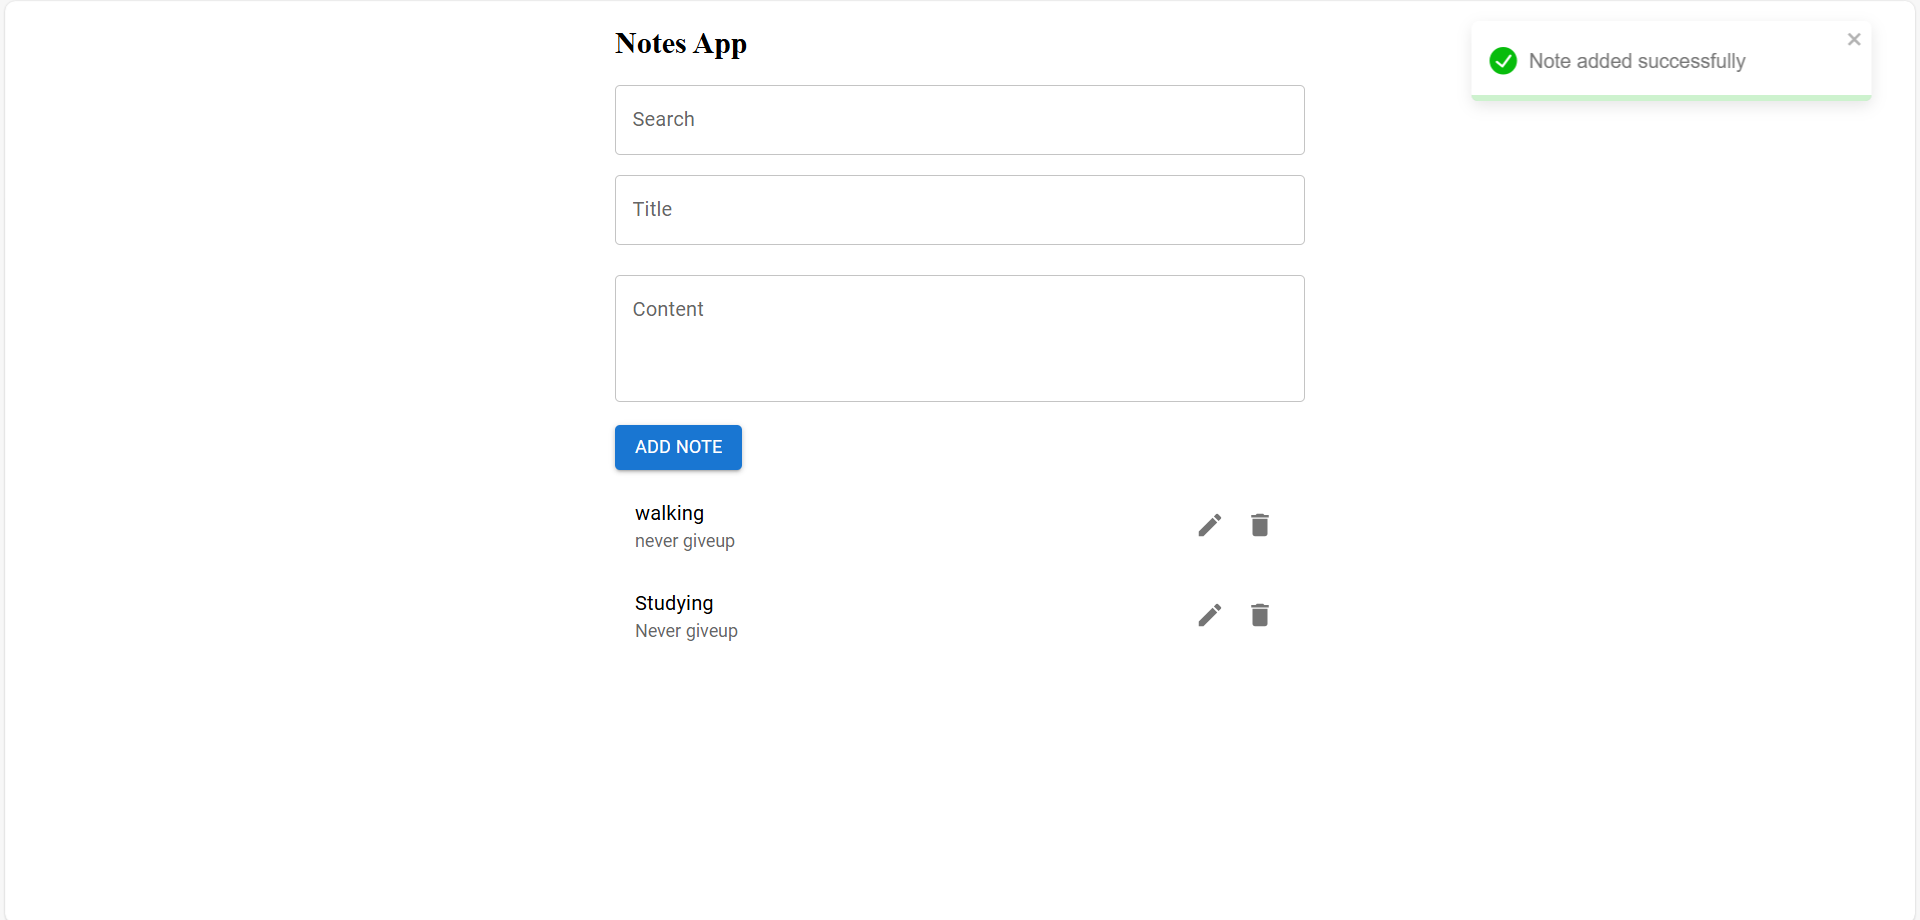 Notes App
Note added successfully
Search
Title
Content
ADD NOTE
walking
never giveup
Studying
Never giveup